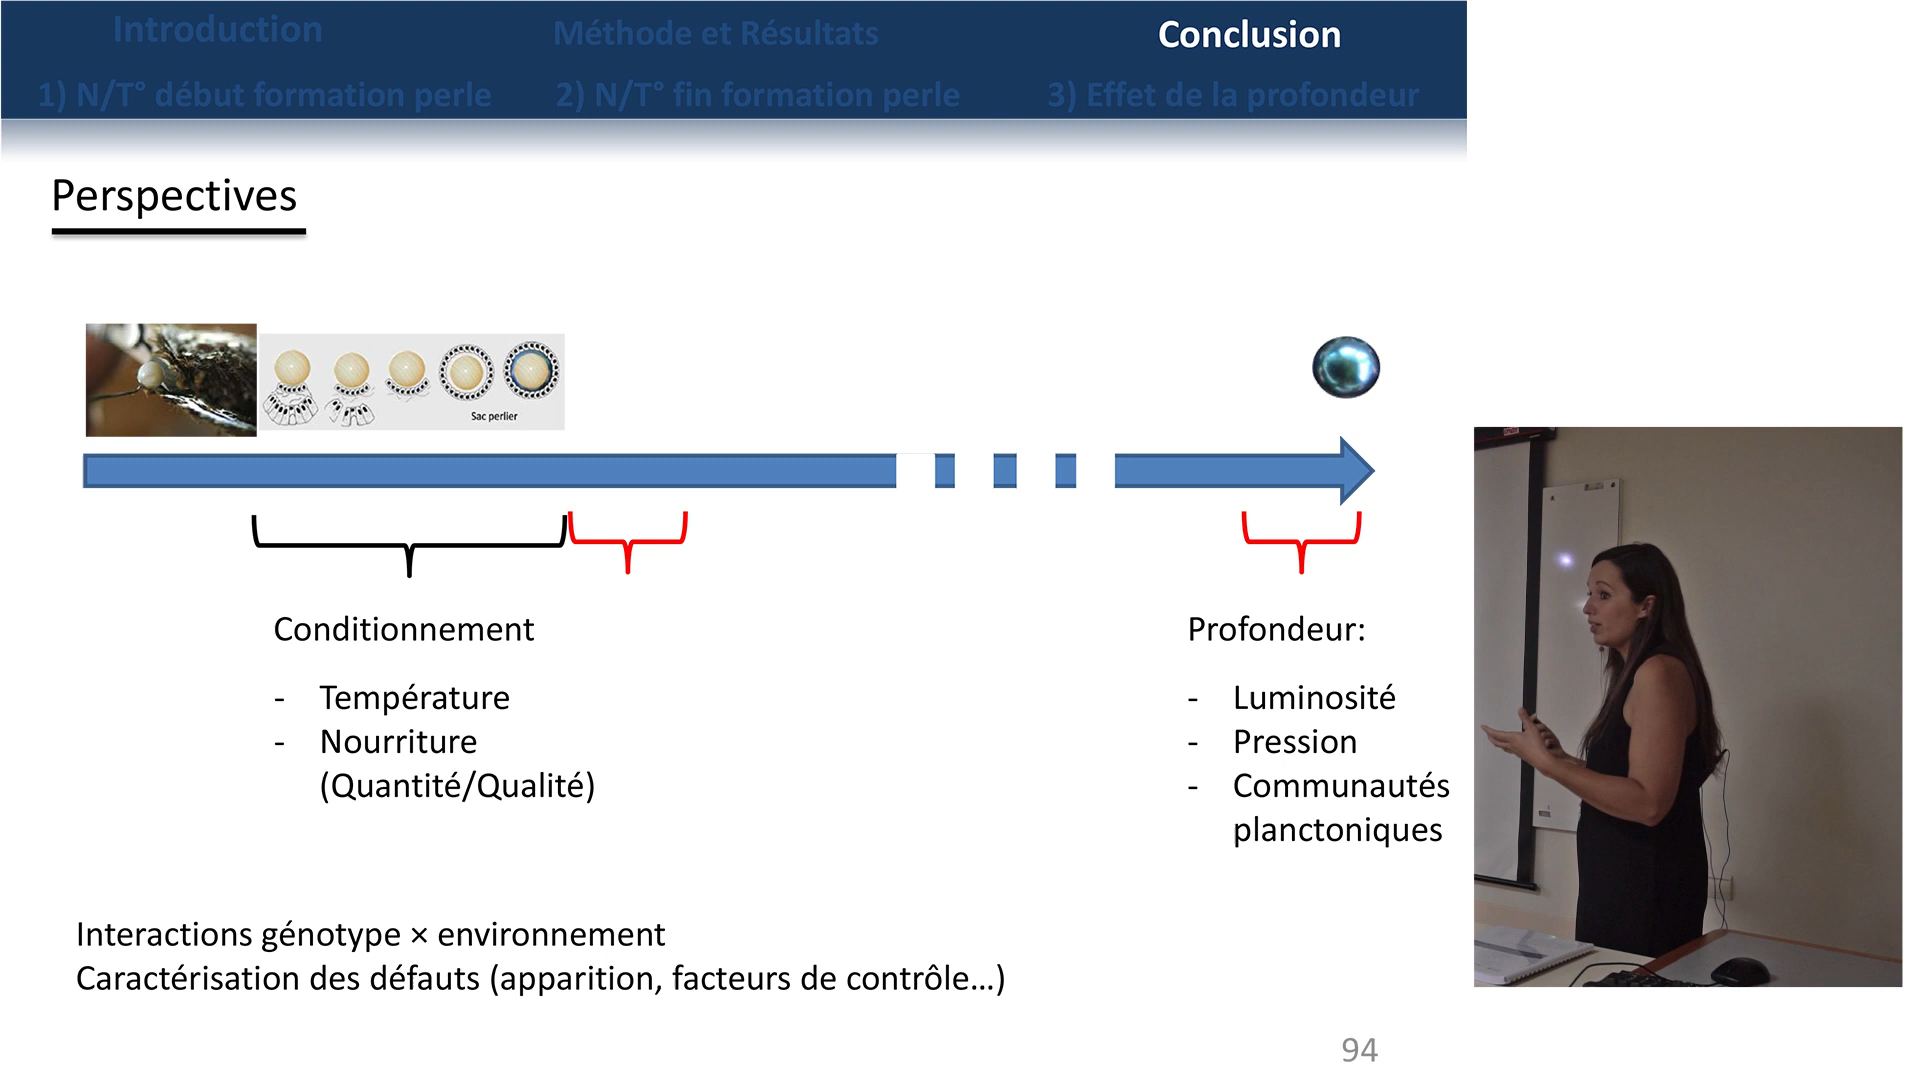 Introduction
Méthode et Résultats
Conclusion
1) N/T° début formation perle
2) N/T° fin formation perle
3) Effet de la profondeur
Perspectives
Sac perlier
Conditionnement
- Température
- Nourriture
(Quantité/Qualité)
Profondeur:
- Luminosité
- Pression
- Communautés
planctoniques
Interactions génotype × environnement
Caractérisation des défauts (apparition, facteurs de contrôle…)
94